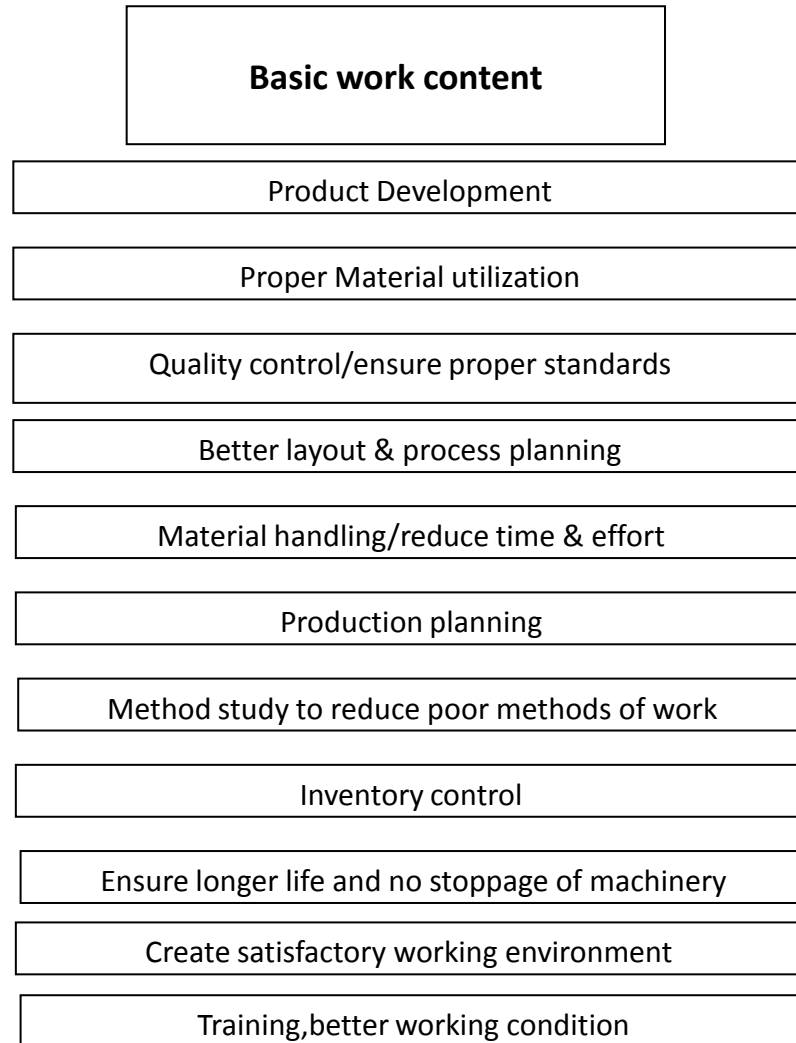 Basic work content
Product Development
Proper Material utilization
Quality control/ensure proper standards
Better layout & process planning
Material handling/reduce time & effort
Production planning
Method study to reduce poor methods of work
Inventory control
Ensure longer life and no stoppage of machinery
Create satisfactory working environment
Training,better working condition